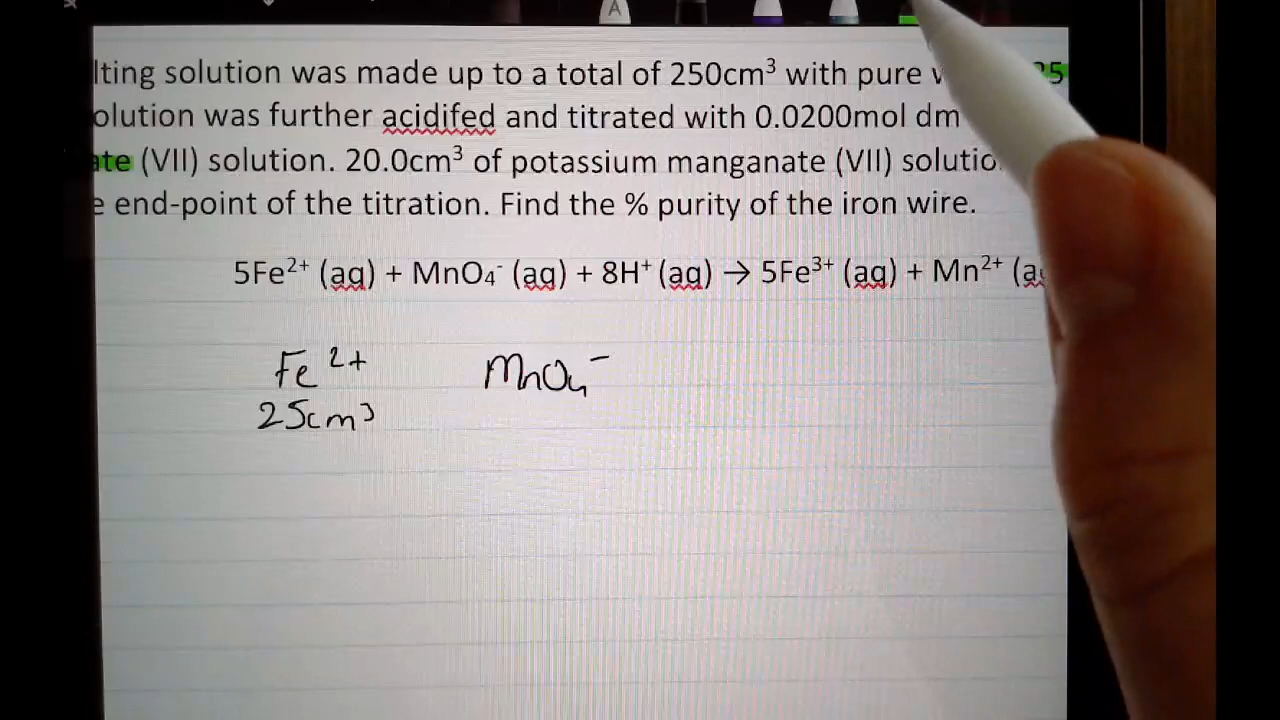 A
lting solution was made up to a total of 250cm³ with pure 25
olution was further acidifed and titrated with 0.0200mol dm
ate (VII) solution. 20.0cm³ of potassium manganate (VII) solutio
e end-point of the titration. Find the % purity of the iron wire.
5Fe²⁺ (aq) + MnO₄⁻ (aq) + 8H⁺ (aq) → 5Fe³⁺ (aq) + Mn²⁺ (a
Fe²⁺ MnO₄⁻
25cm³